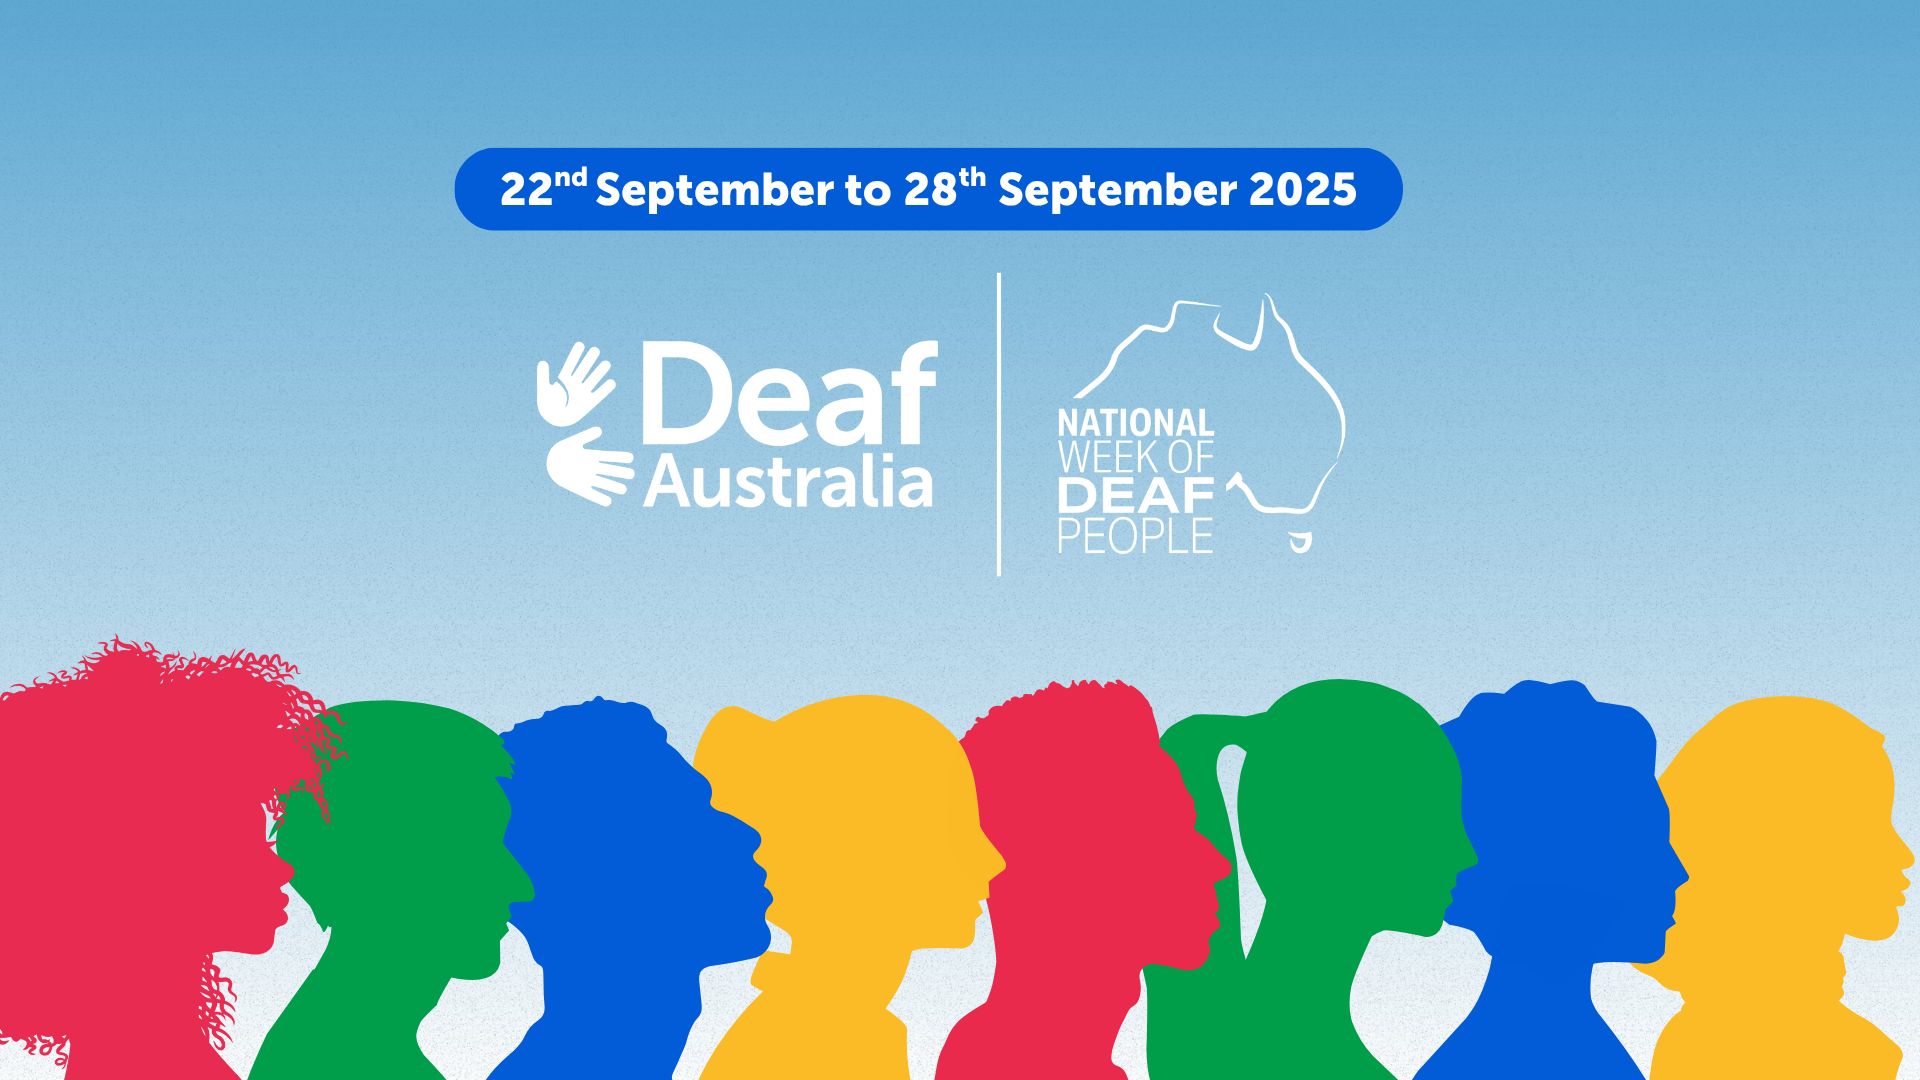 22nd September to 28th September 2025
Deaf
Australia
NATIONAL
WEEK OF
DEAF
PEOPLE